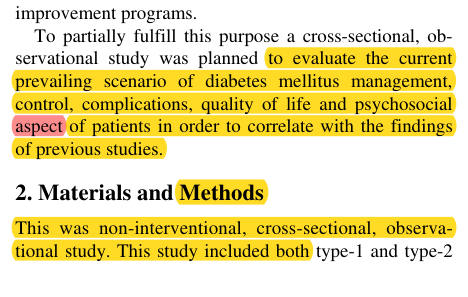 improvement programs.
To partially fulfill this purpose a cross-sectional, ob-
servational study was planned to evaluate the current
prevailing scenario of diabetes mellitus management,
control, complications, quality of life and psychosocial
aspect of patients in order to correlate with the findings
of previous studies.
2. Materials and Methods
This was non-interventional, cross-sectional, observa-
tional study. This study included both type-1 and type-2